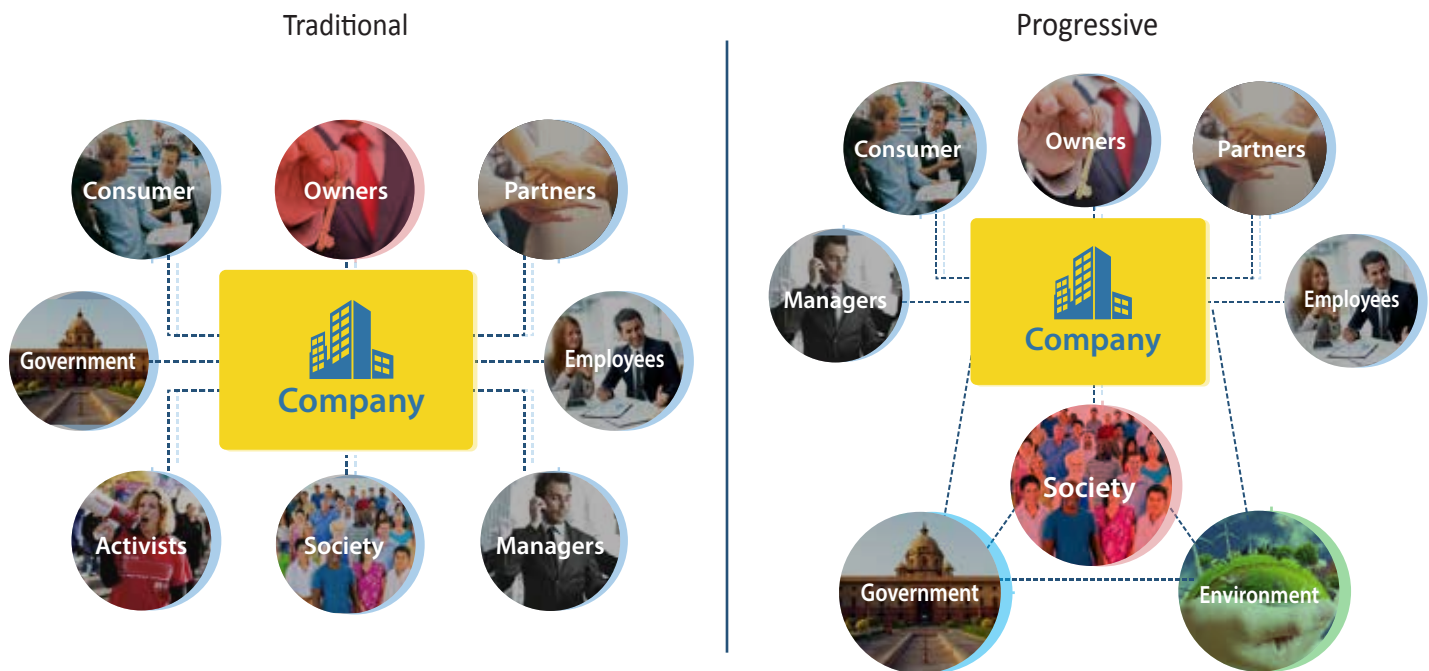 Traditional
Consumer
Owners
Partners
Government
Company
Employees
Activists
Society
Managers
Progressive
Consumer
Owners
Partners
Managers
Company
Employees
Society
Government
Environment